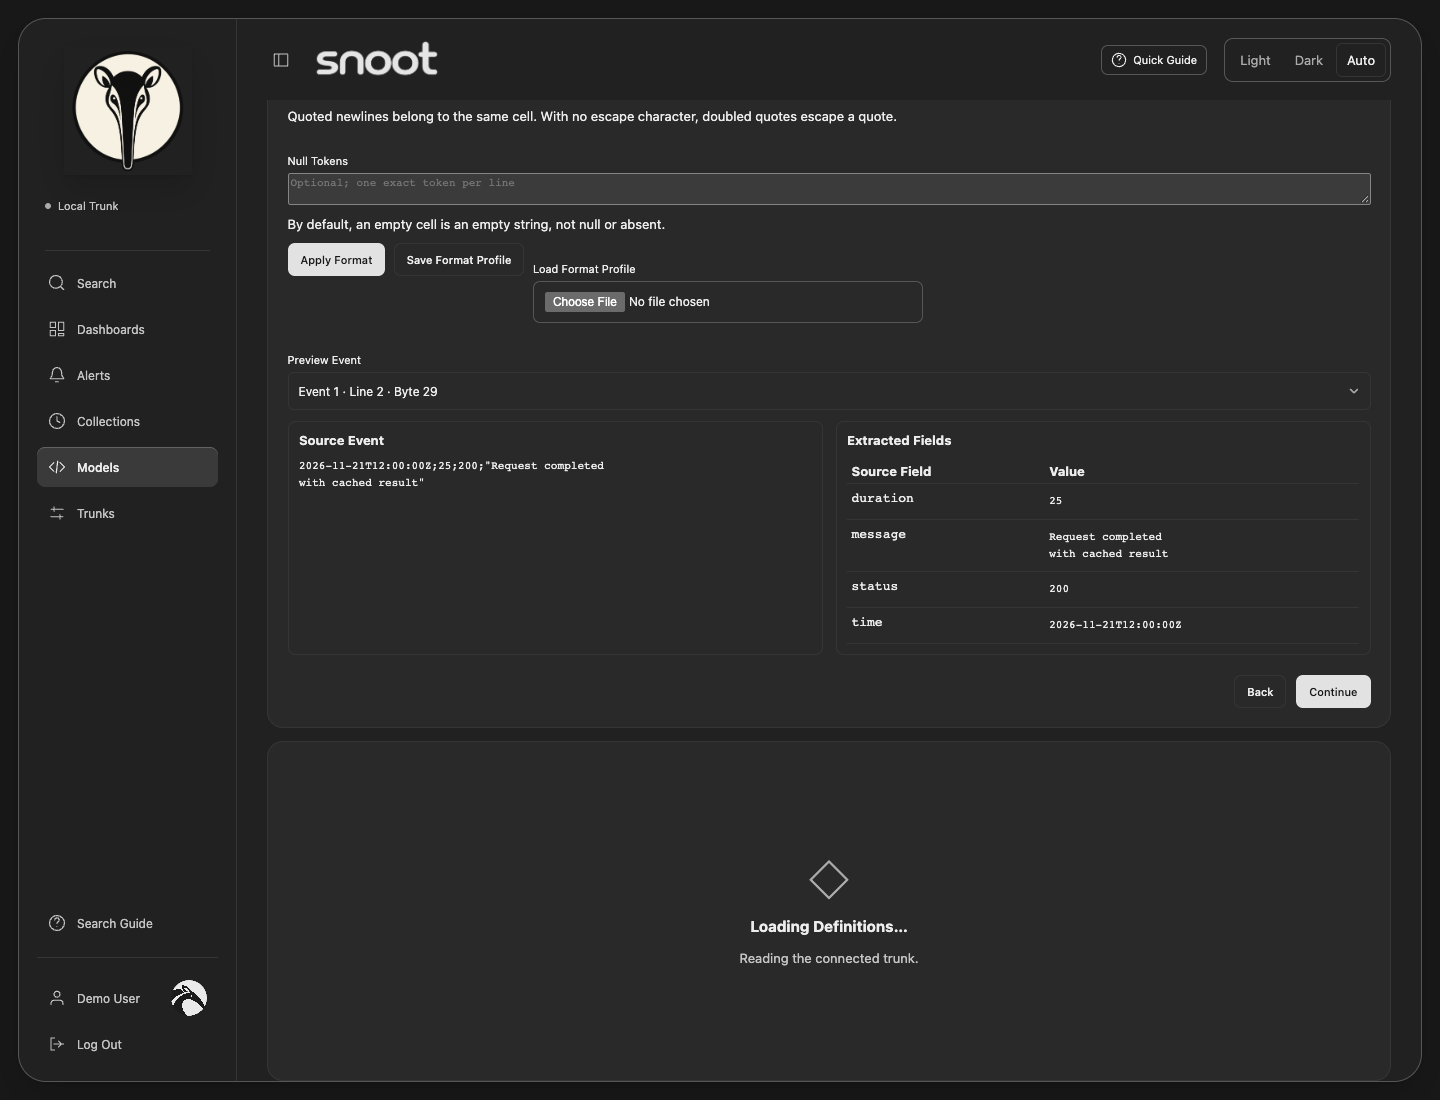 snoot
Quick Guide
Light
Dark
Auto
Local Trunk
Search
Dashboards
Alerts
Collections
Models
Trunks
Search Guide
Demo User
Log Out
Quoted newlines belong to the same cell. With no escape character, doubled quotes escape a quote.
Null Tokens
Optional; one exact token per line
By default, an empty cell is an empty string, not null or absent.
Apply Format
Save Format Profile
Load Format Profile
Choose File No file chosen
Preview Event
Event 1 · Line 2 · Byte 29
Source Event
2026-11-21T12:00:00Z;25;200;"Request completed
with cached result"
Extracted Fields
Source Field Value
duration 25
message Request completed
with cached result
status 200
time 2026-11-21T12:00:00Z
Back
Continue
Loading Definitions...
Reading the connected trunk.